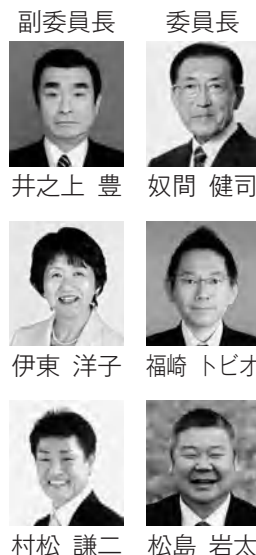 副委員長 委員長
井之上 豊 奴間 健司
伊東 洋子 福崎 トビオ
村松 謙二 松島 岩太